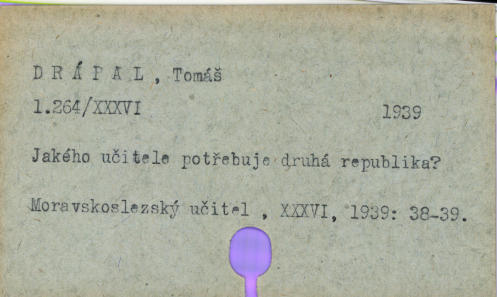 D R Á P A L , Tomáš
1.264/XXXVI 1939
Jakého učitele potřebuje druhá republika?
Moravskoslezský učitel , XXXVI, 1939: 38-39.